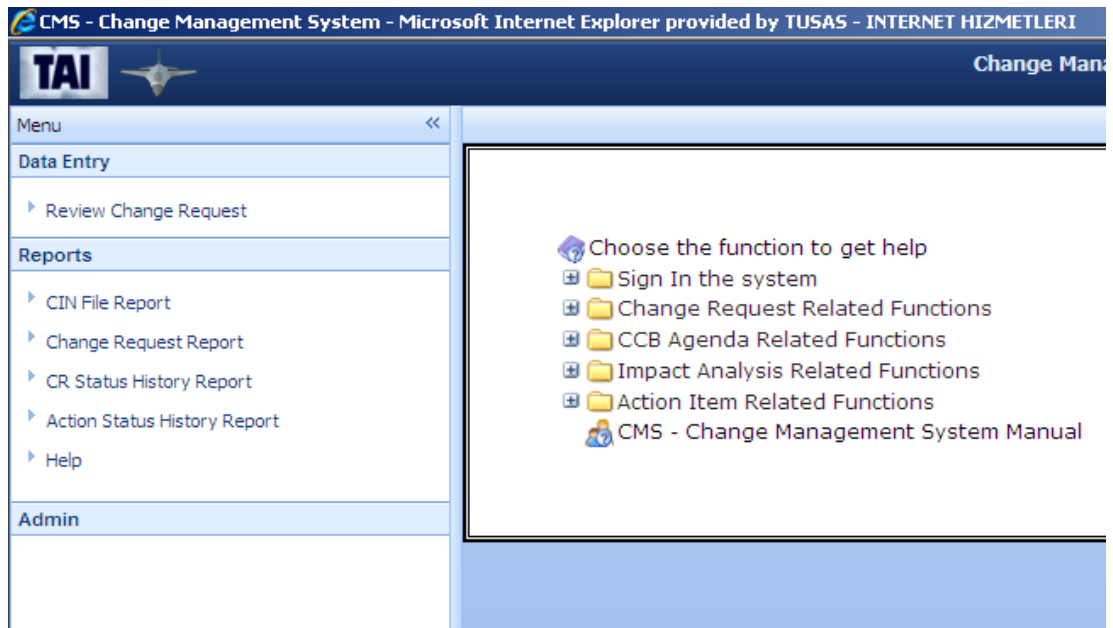 CMS - Change Management System - Microsoft Internet Explorer provided by TUSAS - INTERNET HIZMETLERI
TAI
Change Mana
Menu
Data Entry
Review Change Request
Reports
CIN File Report
Change Request Report
CR Status History Report
Action Status History Report
Help
Admin
Choose the function to get help
Sign In the system
Change Request Related Functions
CCB Agenda Related Functions
Impact Analysis Related Functions
Action Item Related Functions
CMS - Change Management System Manual